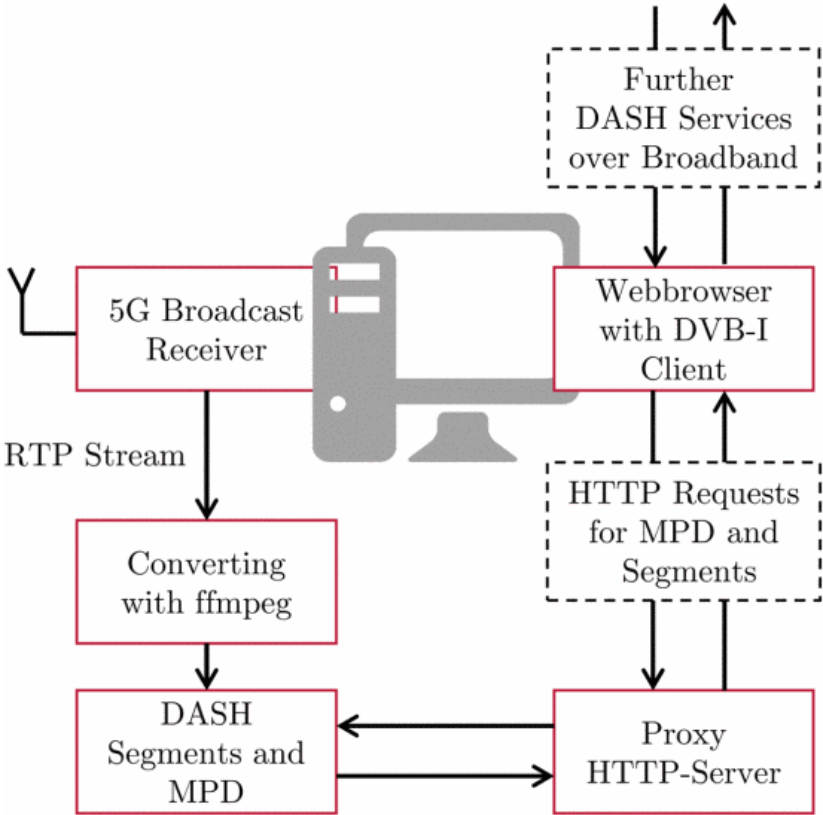 Further
DASH Services
over Broadband
5G Broadcast
Receiver
Webbrowser
with DVB-I
Client
RTP Stream
HTTP Requests
for MPD and
Segments
Converting
with ffmpeg
DASH
Segments and
MPD
Proxy
HTTP-Server